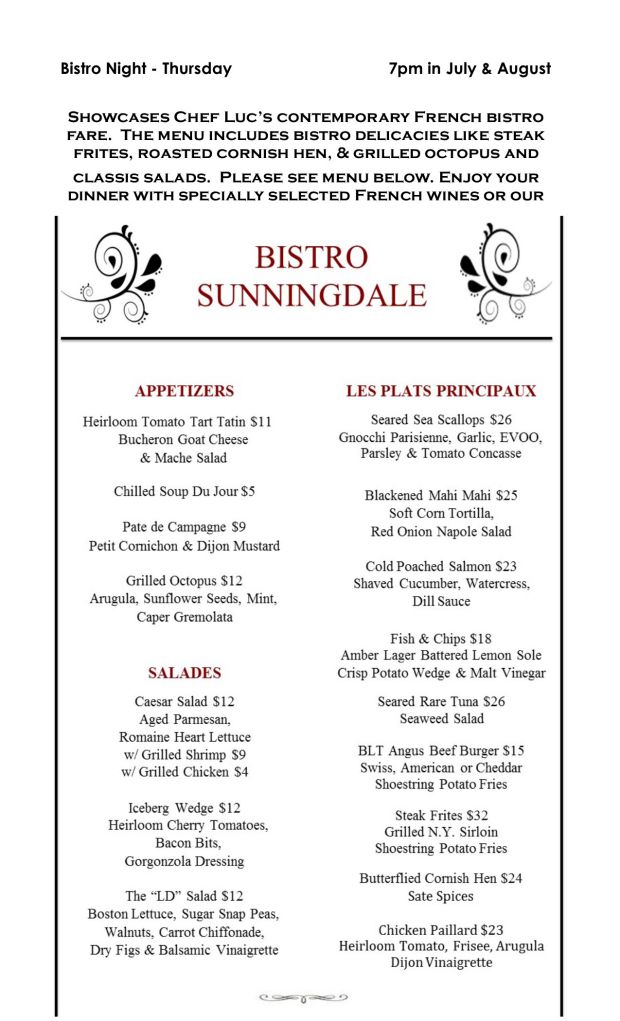 Bistro Night - Thursday 7pm in July & August
SHOWCASES CHEF LUC'S CONTEMPORARY FRENCH BISTRO
FARE. THE MENU INCLUDES BISTRO DELICACIES LIKE STEAK
FRITES, ROASTED CORNISH HEN, & GRILLED OCTOPUS AND
CLASSIS SALADS. PLEASE SEE MENU BELOW. ENJOY YOUR
DINNER WITH SPECIALLY SELECTED FRENCH WINES OR OUR
BISTRO
SUNNINGDALE
APPETIZERS
Heirloom Tomato Tart Tatin $11
Bucheron Goat Cheese
& Mache Salad
Chilled Soup Du Jour $5
Pate de Campagne $9
Petit Cornichon & Dijon Mustard
Grilled Octopus $12
Arugula, Sunflower Seeds, Mint,
Caper Gremolata
SALADES
Caesar Salad $12
Aged Parmesan,
Romaine Heart Lettuce
w/ Grilled Shrimp $9
w/ Grilled Chicken $4
Iceberg Wedge $12
Heirloom Cherry Tomatoes,
Bacon Bits,
Gorgonzola Dressing
The "LD" Salad $12
Boston Lettuce, Sugar Snap Peas,
Walnuts, Carrot Chiffonade,
Dry Figs & Balsamic Vinaigrette
LES PLATS PRINCIPAUX
Seared Sea Scallops $26
Gnocchi Parisienne, Garlic, EVOO,
Parsley & Tomato Concasse
Blackened Mahi Mahi $25
Soft Corn Tortilla,
Red Onion Napole Salad
Cold Poached Salmon $23
Shaved Cucumber, Watercress,
Dill Sauce
Fish & Chips $18
Amber Lager Battered Lemon Sole
Crisp Potato Wedge & Malt Vinegar
Seared Rare Tuna $26
Seaweed Salad
BLT Angus Beef Burger $15
Swiss, American or Cheddar
Shoestring Potato Fries
Steak Frites $32
Grilled N.Y. Sirloin
Shoestring Potato Fries
Butterflied Cornish Hen $24
Sate Spices
Chicken Paillard $23
Heirloom Tomato, Frisee, Arugula
Dijon Vinaigrette